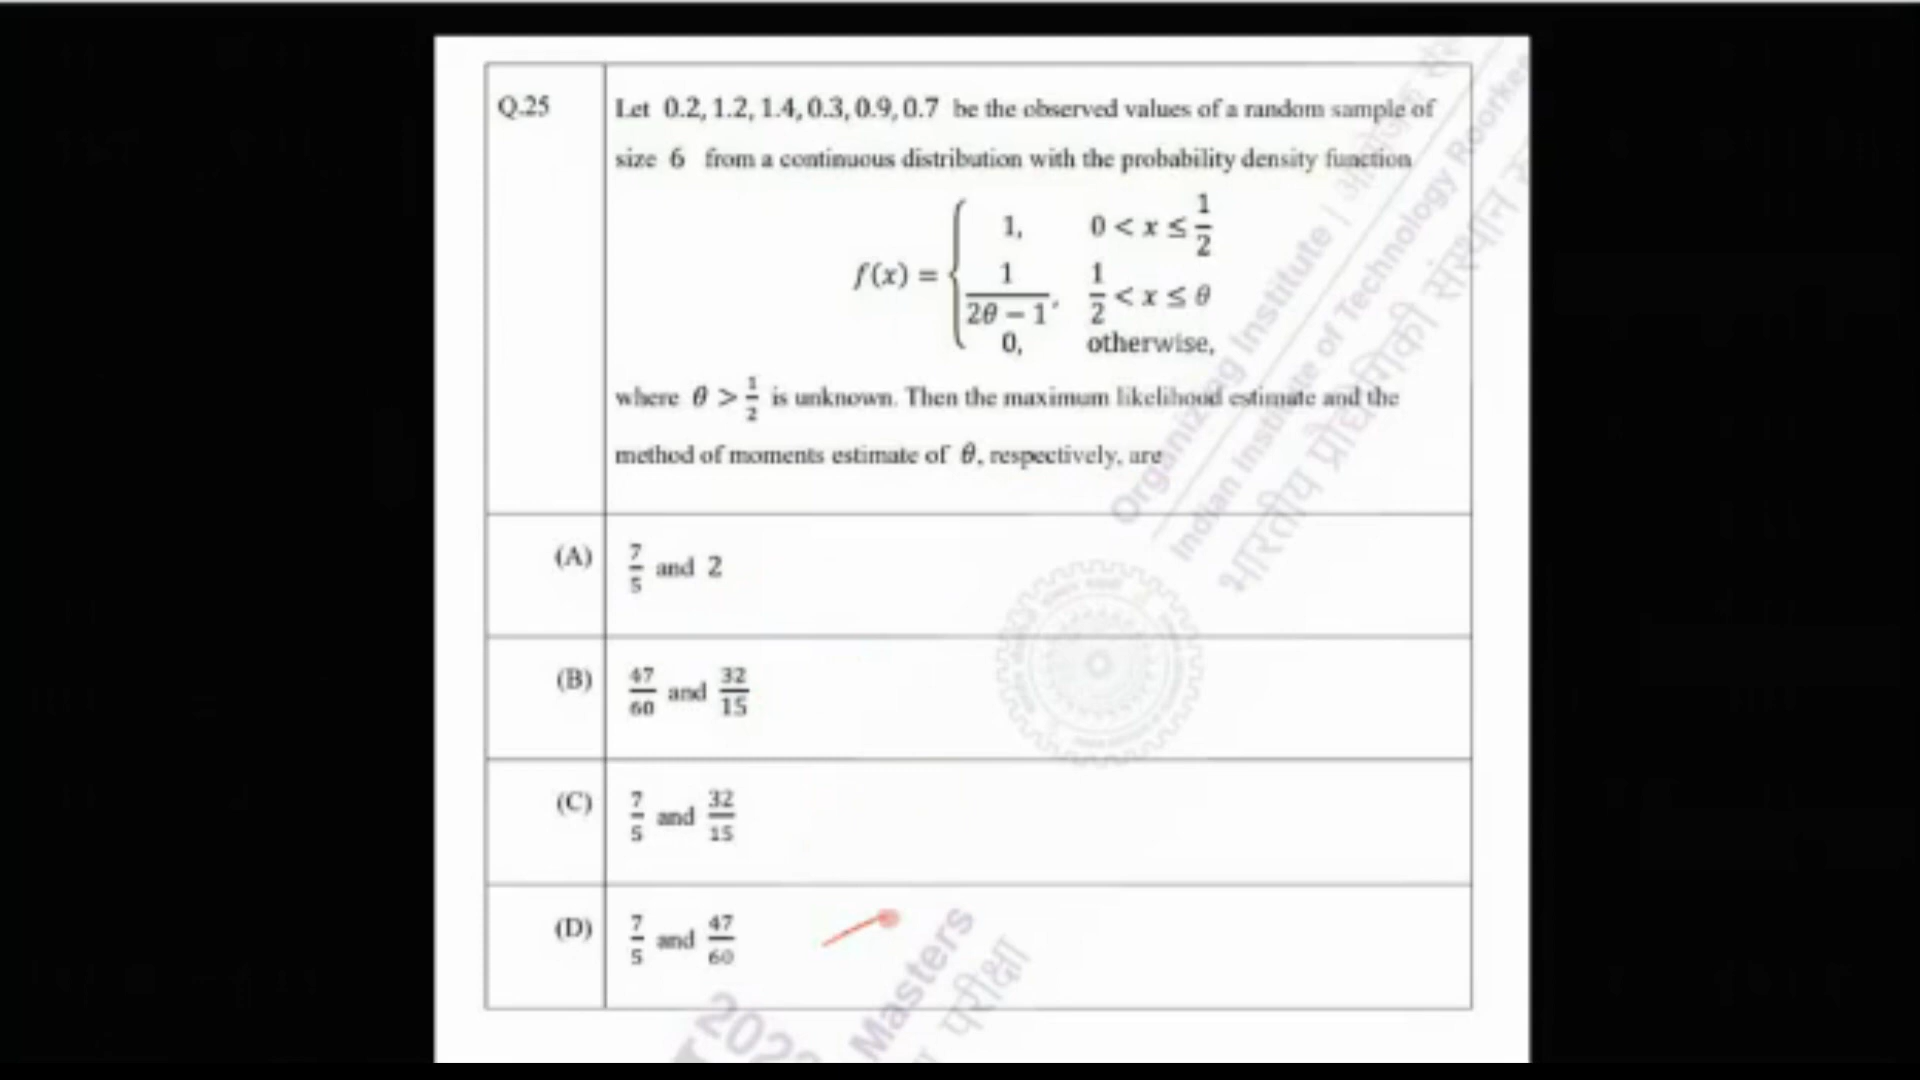 Q.25
Let 0.2, 1.2, 1.4, 0.3, 0.9, 0.7 be the observed values of a random sample of
size 6 from a continuous distribution with the probability density function
f(x) = { 1, 0 < x ≤ 1/2
1/(2θ − 1), 1/2 < x ≤ θ
0, otherwise,
where θ > 1/2 is unknown. Then the maximum likelihood estimate and the
method of moments estimate of θ, respectively, are
(A) 7/5 and 2
(B) 47/60 and 32/15
(C) 7/5 and 32/15
(D) 7/5 and 47/60
Organizing Institute |
Indian Institute of Technology Roorkee
भारतीय प्रौद्योगिकी संस्थान
Masters
परीक्षा